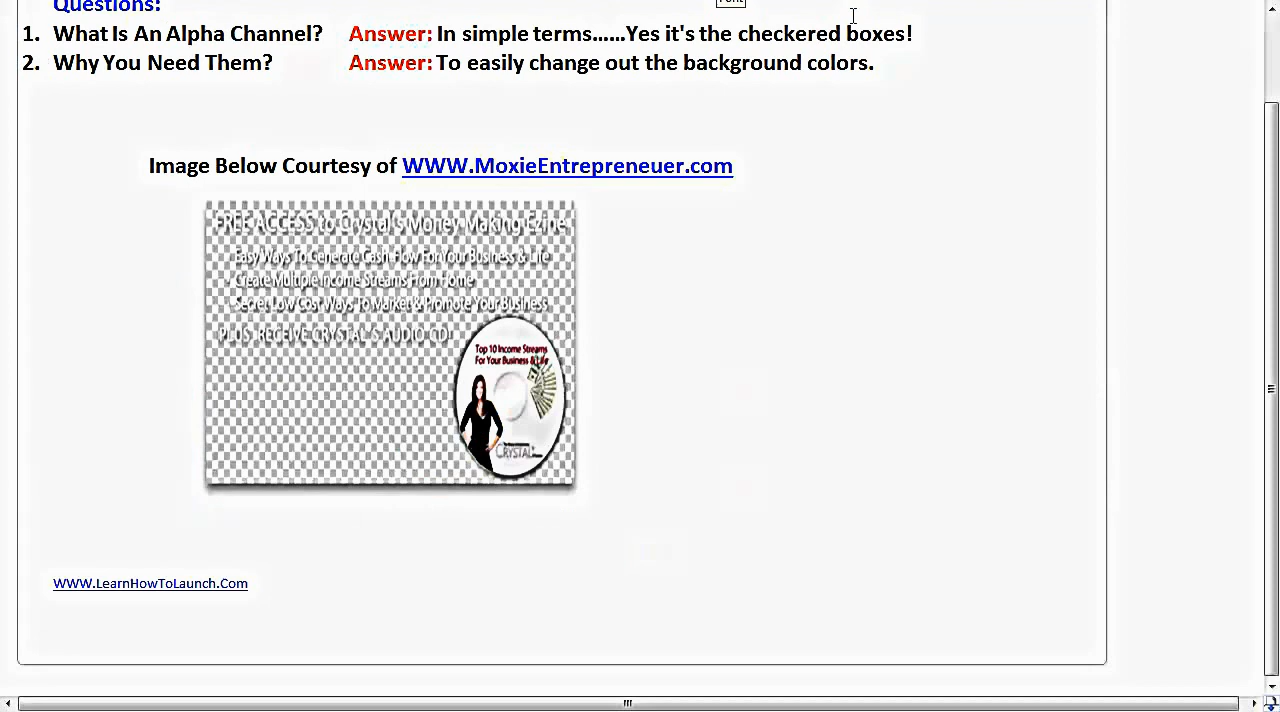 Questions:
1. What Is An Alpha Channel? Answer: In simple terms......Yes it's the checkered boxes!
2. Why You Need Them? Answer: To easily change out the background colors.
Image Below Courtesy of WWW.MoxieEntrepreneuer.com
FREE ACCESS to Crystal's Money Making Ezine
Easy Ways To Generate Cash Flow For Your Business & Life
Create Multiple Income Streams From Home
Secret Low Cost Ways To Market & Promote Your Business
PLUS, RECEIVE CRYSTAL'S AUDIO CD!
Top 10 Income Streams
For Your Business & Life
CRYSTAL
WWW.LearnHowToLaunch.Com